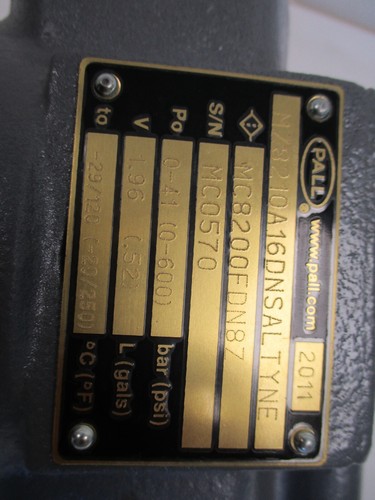 PALL ® www.pall.com 2011
MZ8210A16DNSALTYNE
MC8200FDN8Z
S/N MC0570
Po 0-41 (0-600) bar (psi)
V 1.96 (.52) L (gals)
to -29/120 (-20/250) °C (°F)